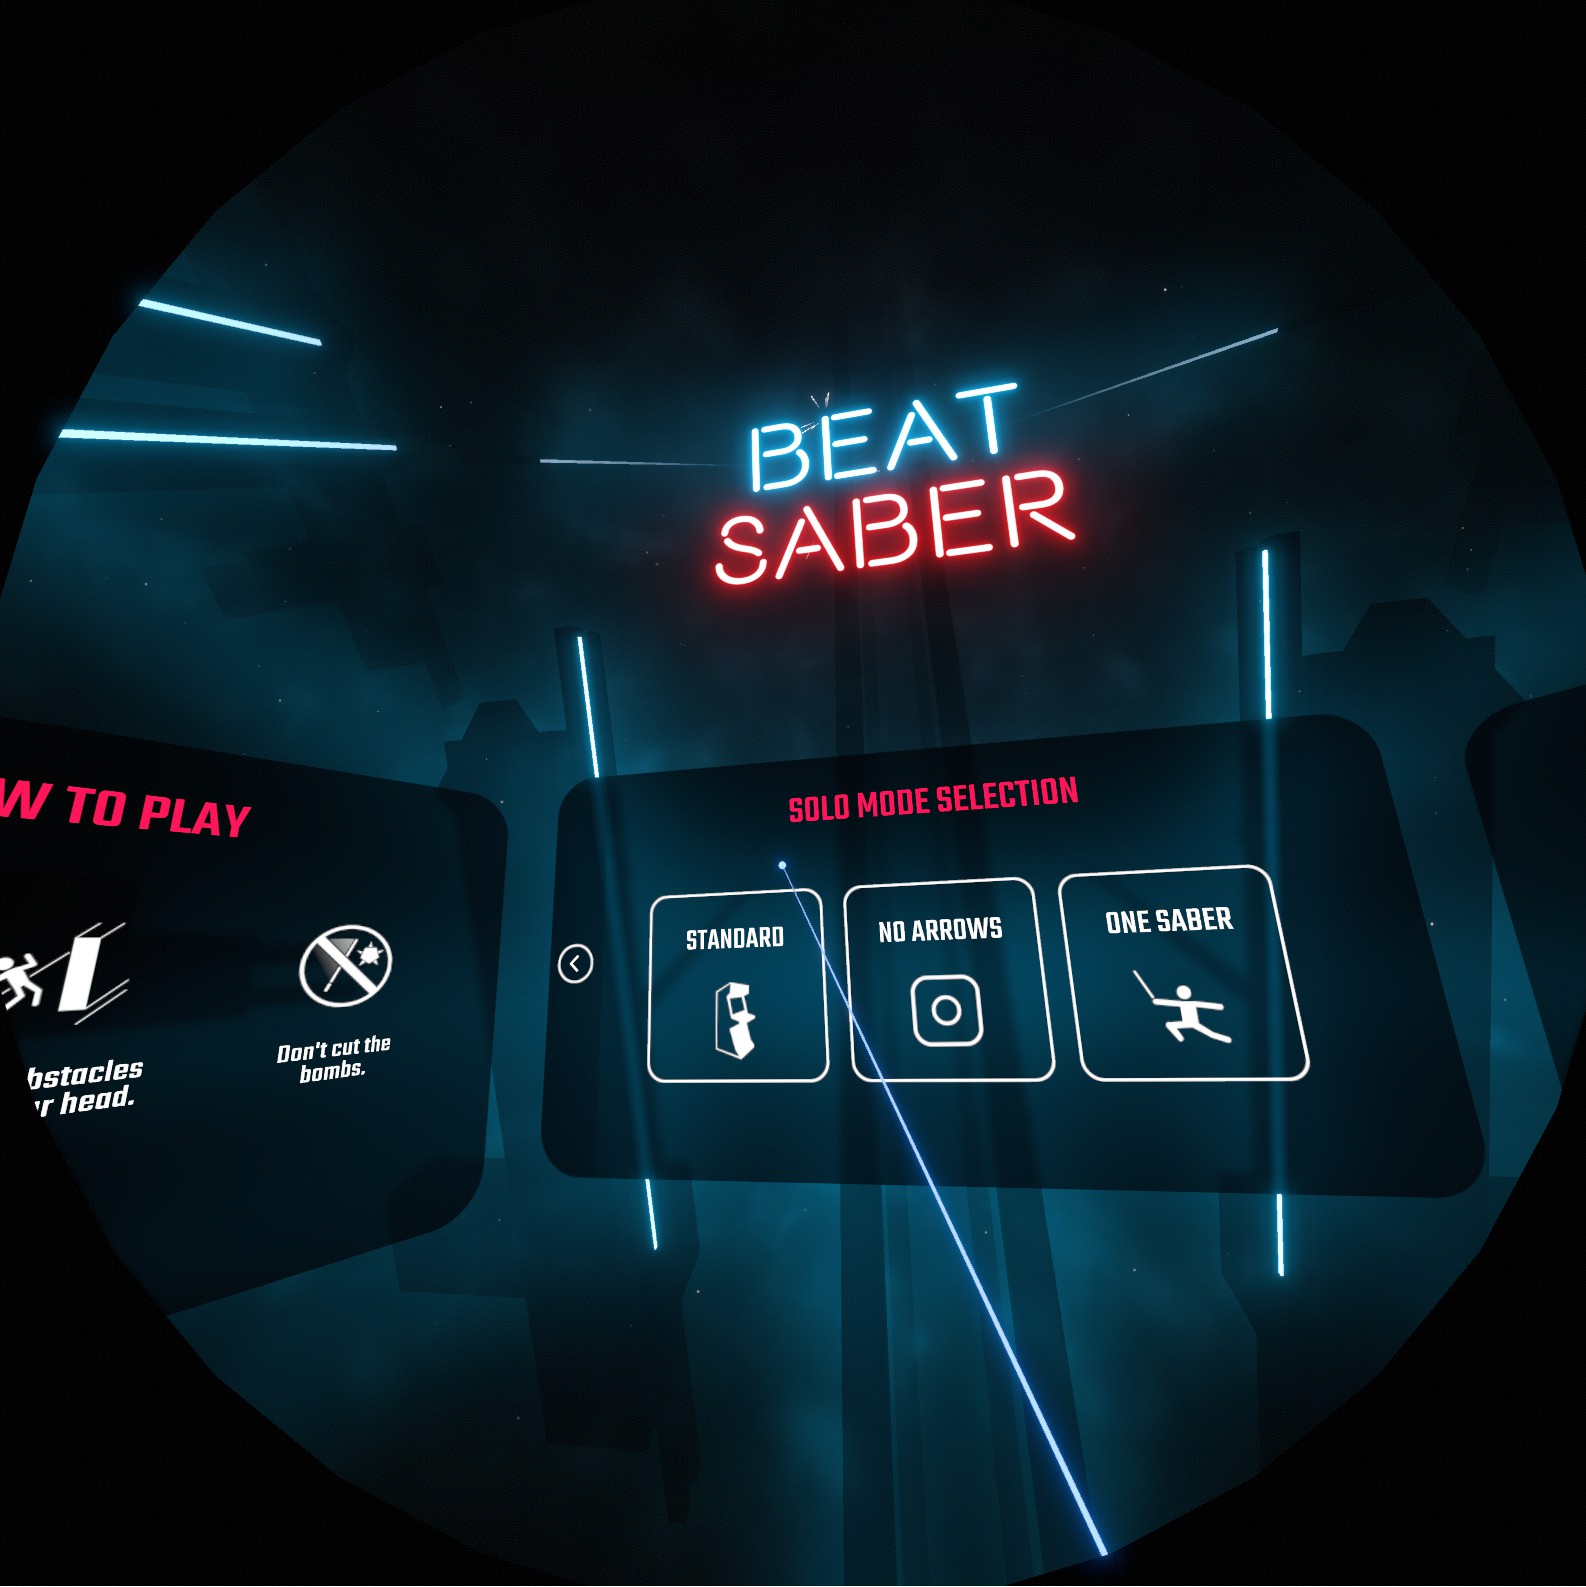 BEAT
SABER
W TO PLAY
bstacles
r head.
Don't cut the
bombs.
SOLO MODE SELECTION
STANDARD
NO ARROWS
ONE SABER